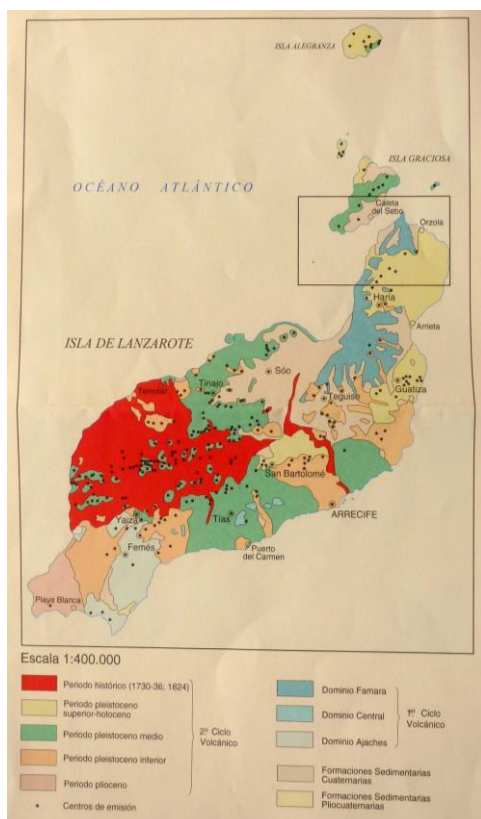 ISLA ALEGRANZA
ISLA GRACIOSA
OCÉANO ATLÁNTICO
Caleta
del Sebo
Orzola
Haría
Arrieta
ISLA DE LANZAROTE
Sóo
Tinajo
Tenesar
Guatiza
Teguise
San Bartolomé
ARRECIFE
Tías
Yaiza
Femés
Puerto
del Carmen
Playa Blanca
Escala 1:400.000
Periodo histórico (1730-36; 1824)
Periodo pleistoceno
superior-holoceno
Periodo pleistoceno medio
Periodo pleistoceno inferior
Periodo plioceno
Centros de emisión
2º Ciclo
Volcánico
Dominio Famara
Dominio Central
Dominio Ajaches
1er Ciclo
Volcánico
Formaciones Sedimentarias
Cuaternarias
Formaciones Sedimentarias
Pliocuaternarias